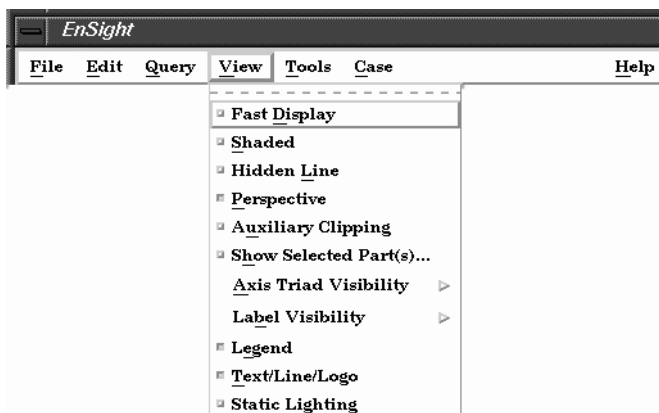 EnSight
File Edit Query View Tools Case Help
Fast Display
Shaded
Hidden Line
Perspective
Auxiliary Clipping
Show Selected Part(s)...
Axis Triad Visibility
Label Visibility
Legend
Text/Line/Logo
Static Lighting